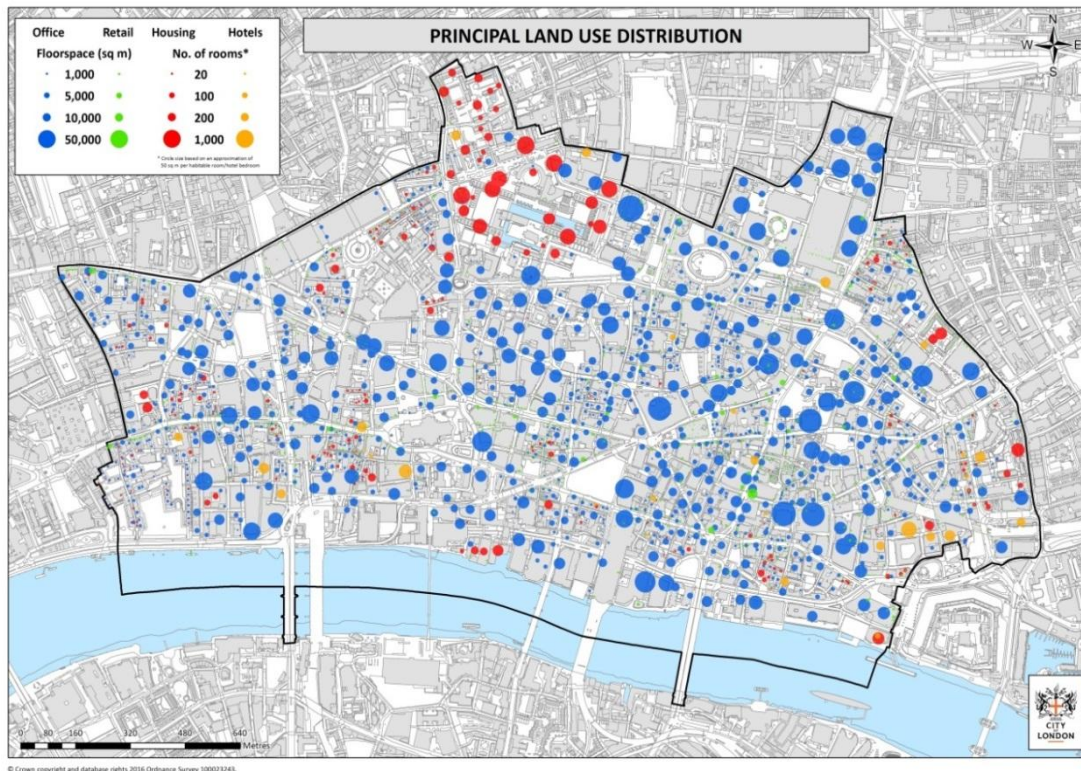 PRINCIPAL LAND USE DISTRIBUTION
Office Retail Housing Hotels
Floorspace (sq m) No. of rooms*
1,000 20
5,000 100
10,000 200
50,000 1,000
* Circle size based on an approximation of
50 sq m per habitable room/hotel bedroom
N
W E
S
0 80 160 320 480 640
Metres
CITY
OF
LONDON
© Crown copyright and database rights 2016 Ordnance Survey 100023243.